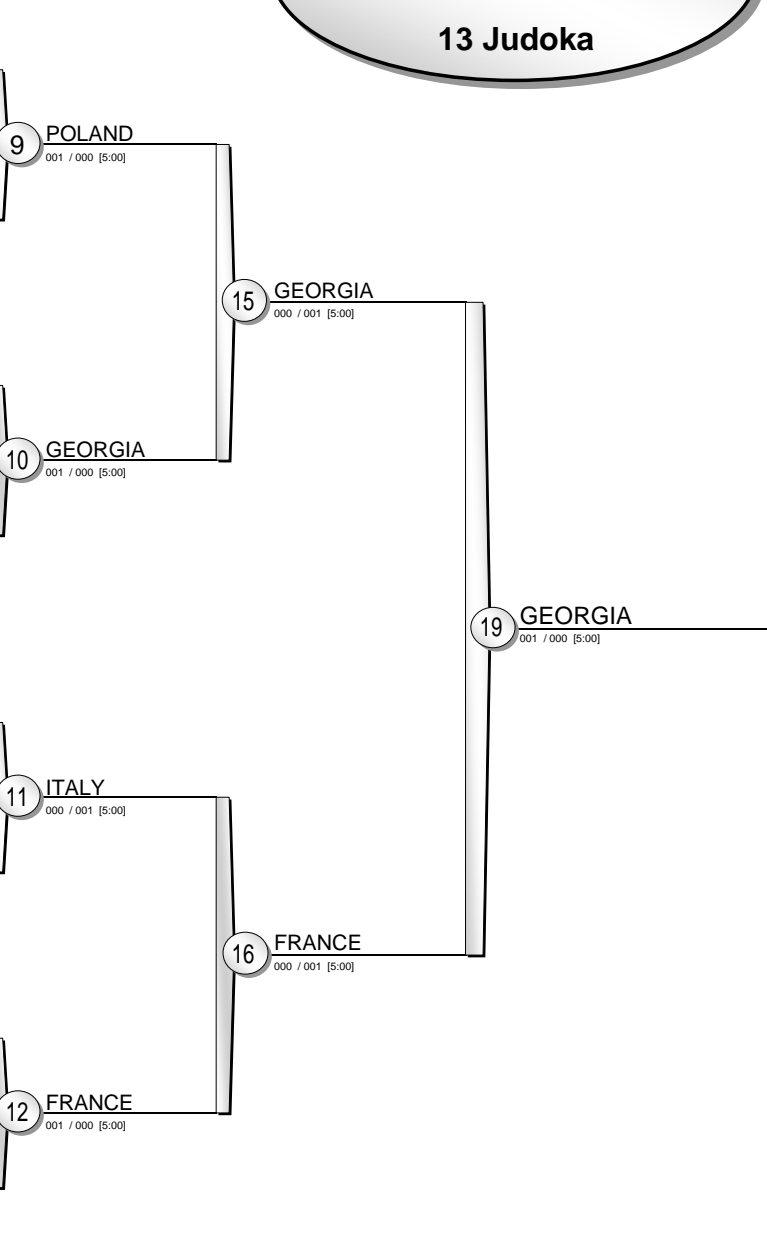 13 Judoka
9 POLAND
001 / 000 [5:00]
15 GEORGIA
000 / 001 [5:00]
10 GEORGIA
001 / 000 [5:00]
19 GEORGIA
001 / 000 [5:00]
11 ITALY
000 / 001 [5:00]
16 FRANCE
000 / 001 [5:00]
12 FRANCE
001 / 000 [5:00]